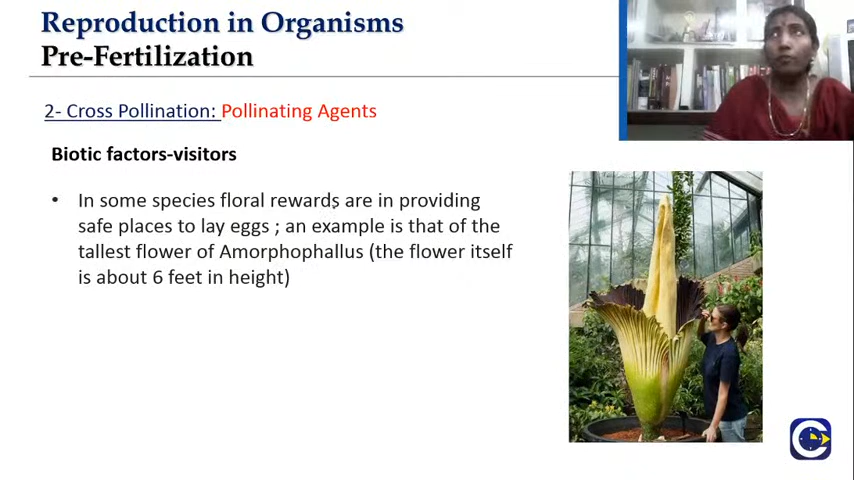 Reproduction in Organisms
Pre-Fertilization
2- Cross Pollination: Pollinating Agents
Biotic factors-visitors
• In some species floral rewards are in providing
safe places to lay eggs ; an example is that of the
tallest flower of Amorphophallus (the flower itself
is about 6 feet in height)